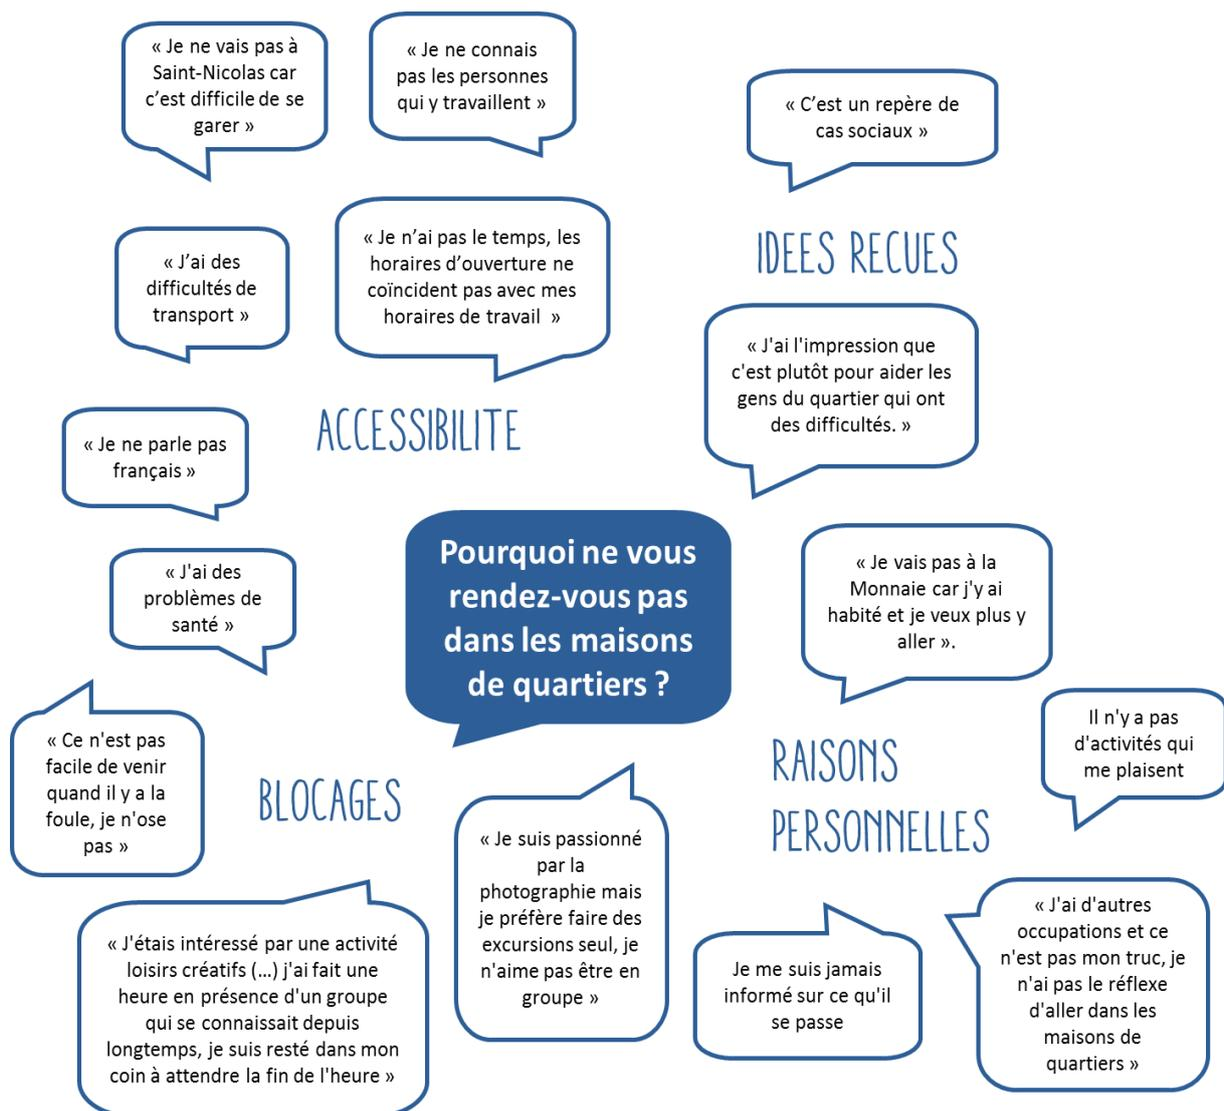 « Je ne vais pas à
Saint-Nicolas car
c’est difficile de se
garer »
« Je ne connais
pas les personnes
qui y travaillent »
« C’est un repère de
cas sociaux »
« J’ai des
difficultés de
transport »
« Je n’ai pas le temps, les
horaires d’ouverture ne
coïncident pas avec mes
horaires de travail »
IDEES RECUES
« J'ai l'impression que
c'est plutôt pour aider les
gens du quartier qui ont
des difficultés. »
ACCESSIBILITE
« Je ne parle pas
français »
« J'ai des
problèmes de
santé »
Pourquoi ne vous
rendez-vous pas
dans les maisons
de quartiers ?
« Je vais pas à la
Monnaie car j'y ai
habité et je veux plus y
aller ».
Il n'y a pas
d'activités qui
me plaisent
« Ce n'est pas
facile de venir
quand il y a la
foule, je n'ose
pas »
BLOCAGES
RAISONS
PERSONNELLES
« Je suis passionné
par la
photographie mais
je préfère faire des
excursions seul, je
n'aime pas être en
groupe »
« J'étais intéressé par une activité
loisirs créatifs (…) j'ai fait une
heure en présence d'un groupe
qui se connaissait depuis
longtemps, je suis resté dans mon
coin à attendre la fin de l'heure »
Je me suis jamais
informé sur ce qu'il
se passe
« J'ai d'autres
occupations et ce
n'est pas mon truc, je
n'ai pas le réflexe
d'aller dans les
maisons de
quartiers »